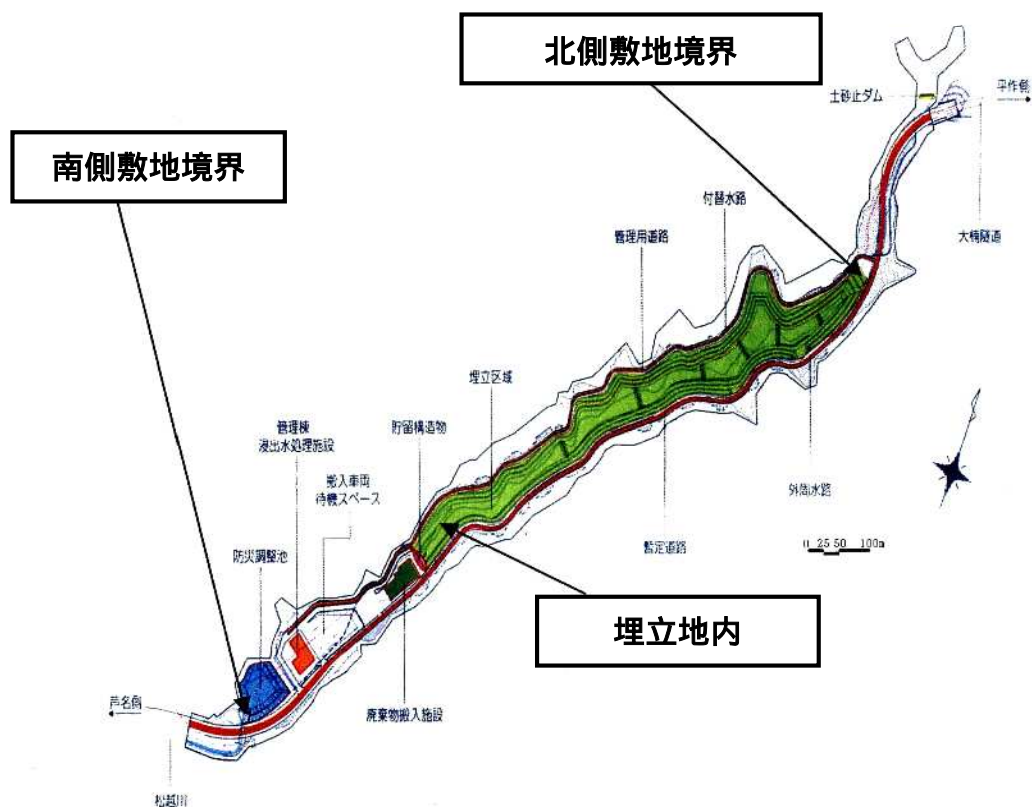 北側敷地境界
土砂止ダム
平作側
南側敷地境界
付替水路
管理用道路
大楠隧道
埋立区域
管理棟
浸出水処理施設
貯留構造物
搬入車両
待機スペース
外周水路
暫定道路
0 25 50 100m
防災調整池
埋立地内
芦名側
廃棄物搬入施設
松越川